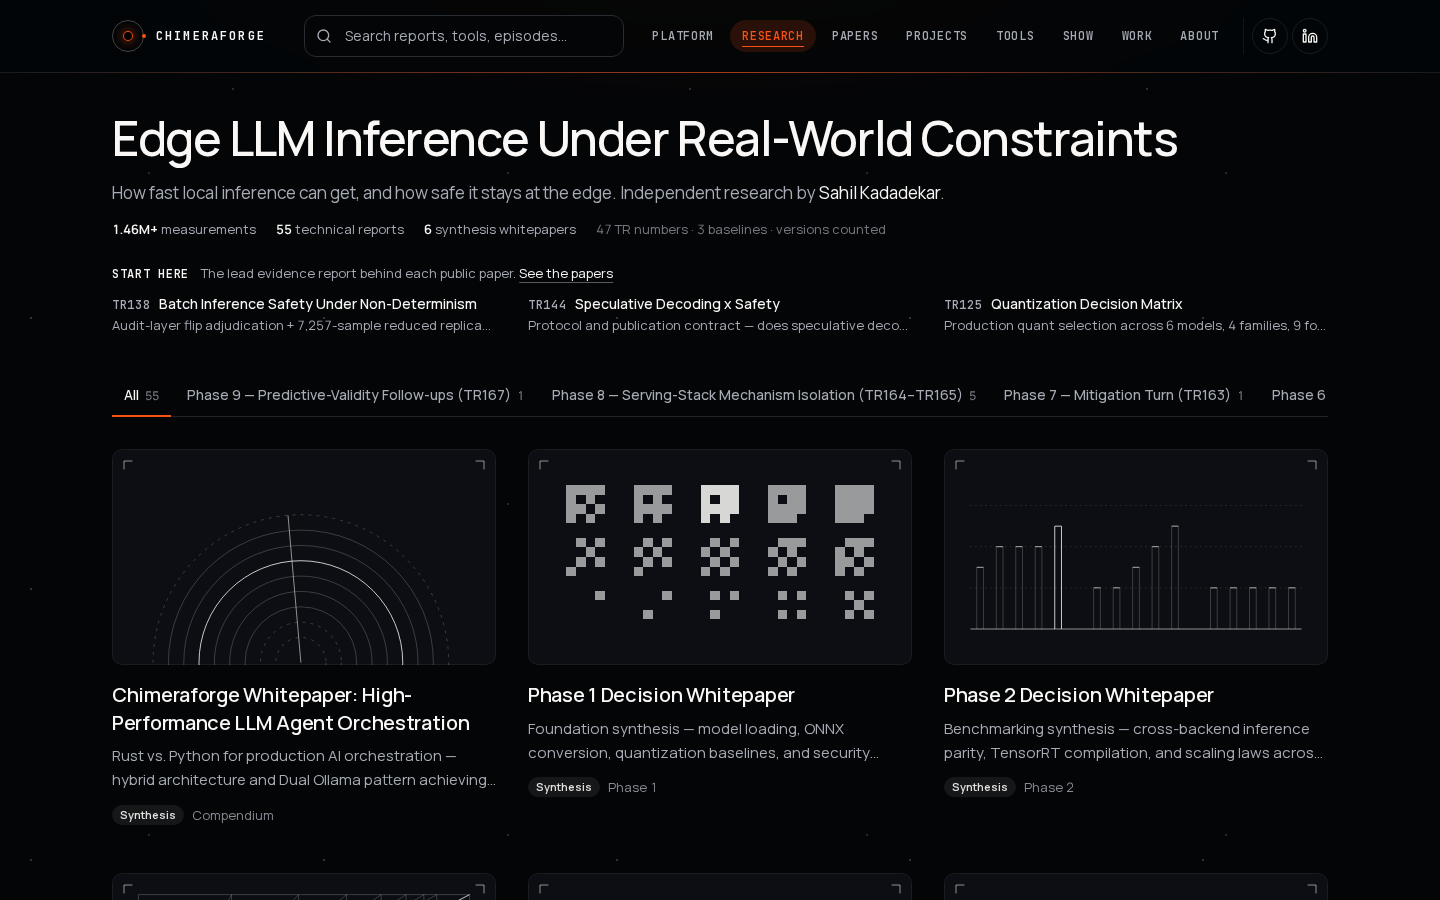 CHIMERAFORGE
Search reports, tools, episodes...
PLATFORM
RESEARCH
PAPERS
PROJECTS
TOOLS
SHOW
WORK
ABOUT
Edge LLM Inference Under Real-World Constraints
How fast local inference can get, and how safe it stays at the edge. Independent research by Sahil Kadadekar.
1.46M+ measurements 55 technical reports 6 synthesis whitepapers 47 TR numbers · 3 baselines · versions counted
START HERE The lead evidence report behind each public paper. See the papers
TR138 Batch Inference Safety Under Non-Determinism
Audit-layer flip adjudication + 7,257-sample reduced replica...
TR144 Speculative Decoding x Safety
Protocol and publication contract — does speculative deco...
TR125 Quantization Decision Matrix
Production quant selection across 6 models, 4 families, 9 fo...
All 55
Phase 9 — Predictive-Validity Follow-ups (TR167) 1
Phase 8 — Serving-Stack Mechanism Isolation (TR164–TR165) 5
Phase 7 — Mitigation Turn (TR163) 1
Phase 6
Chimeraforge Whitepaper: High-
Performance LLM Agent Orchestration
Rust vs. Python for production AI orchestration —
hybrid architecture and Dual Ollama pattern achieving...
Synthesis Compendium
Phase 1 Decision Whitepaper
Foundation synthesis — model loading, ONNX
conversion, quantization baselines, and security...
Synthesis Phase 1
Phase 2 Decision Whitepaper
Benchmarking synthesis — cross-backend inference
parity, TensorRT compilation, and scaling laws acros...
Synthesis Phase 2